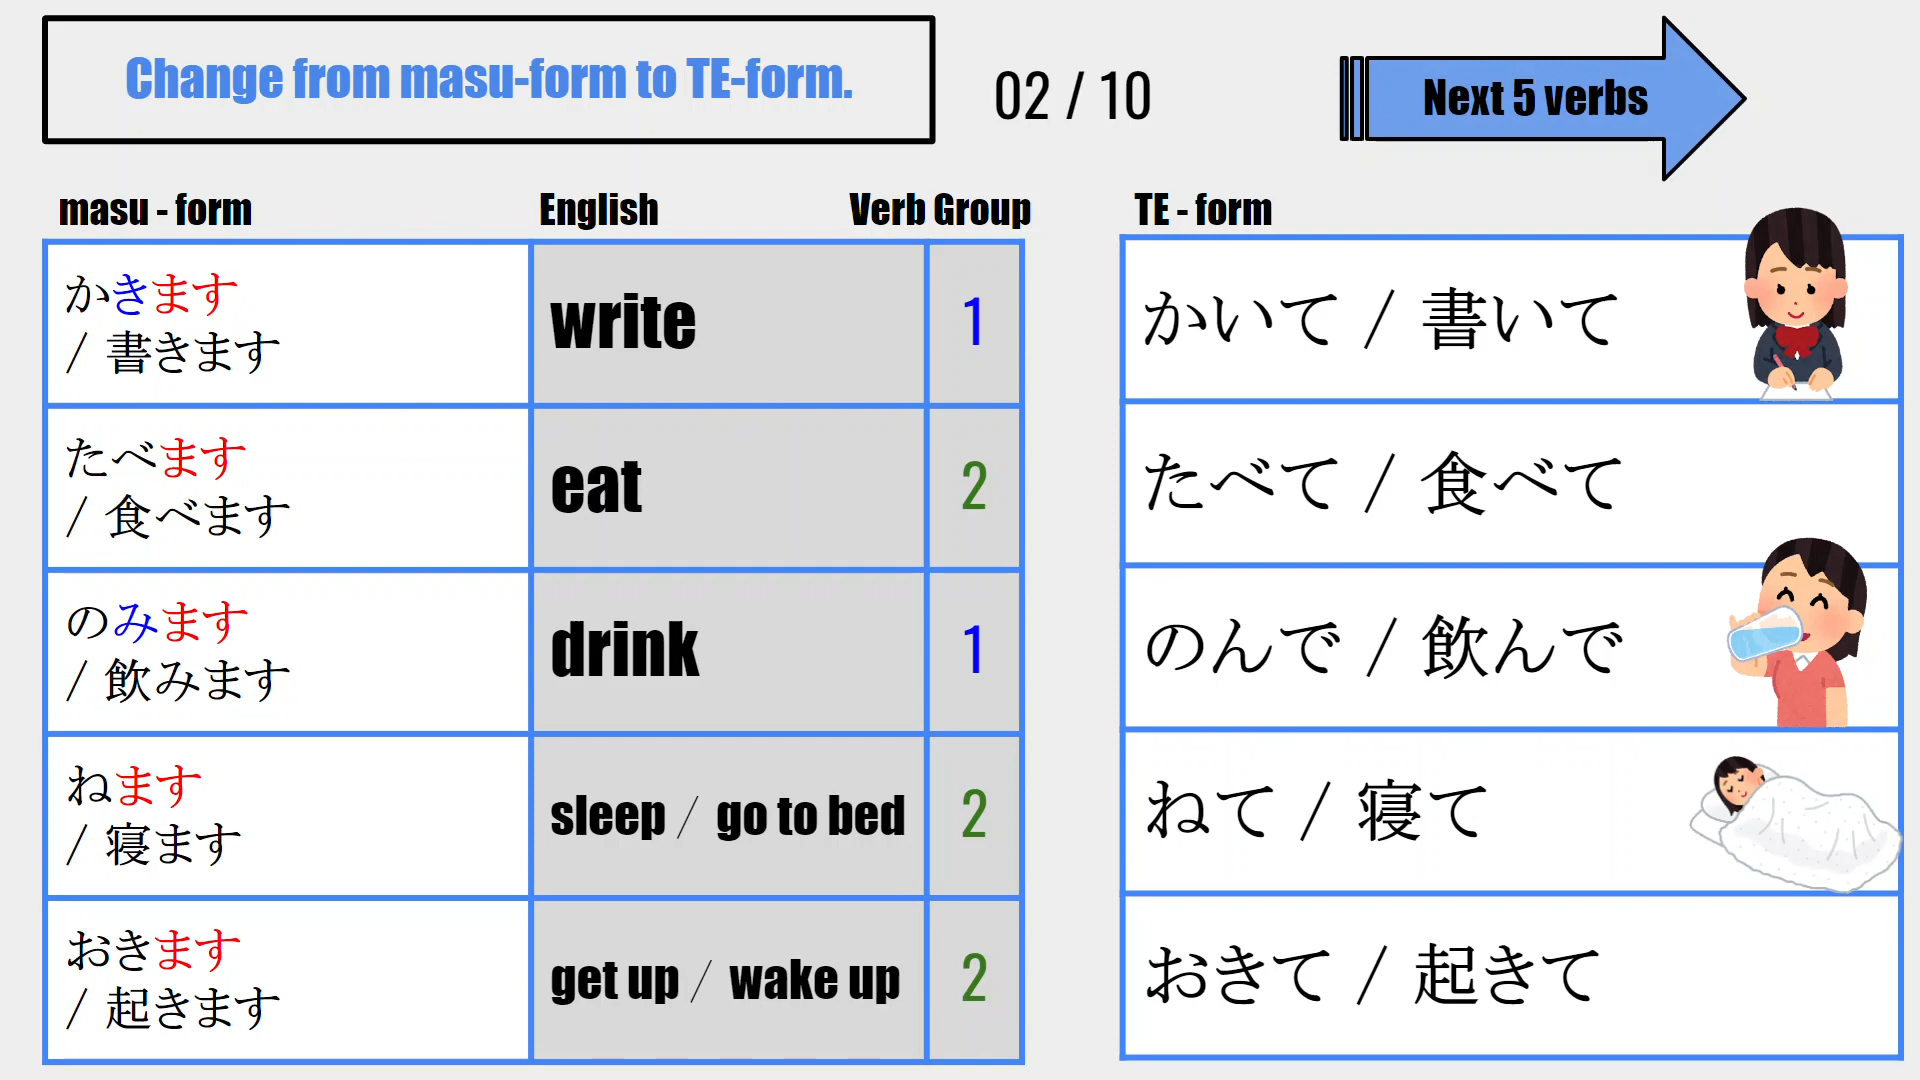 Change from masu-form to TE-form.
02 / 10
Next 5 verbs
masu - form
English
Verb Group
TE - form
かきます
/ 書きます
write
1
かいて / 書いて
たべます
/ 食べます
eat
2
たべて / 食べて
のみます
/ 飲みます
drink
1
のんで / 飲んで
ねます
/ 寝ます
sleep / go to bed
2
ねて / 寝て
おきます
/ 起きます
get up / wake up
2
おきて / 起きて